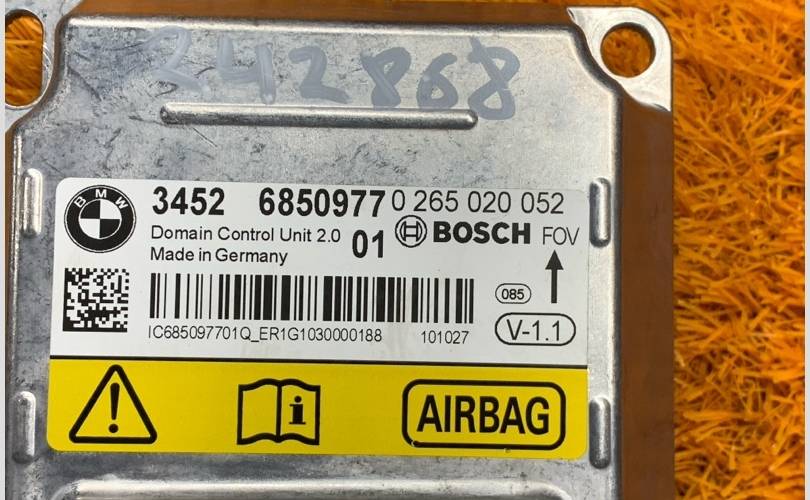 242868
BMW
3452 6850977 0 265 020 052
Domain Control Unit 2.0 01 BOSCH FOV
Made in Germany
085
V-1.1
IC685097701Q_ER1G1030000188 101027
AIRBAG